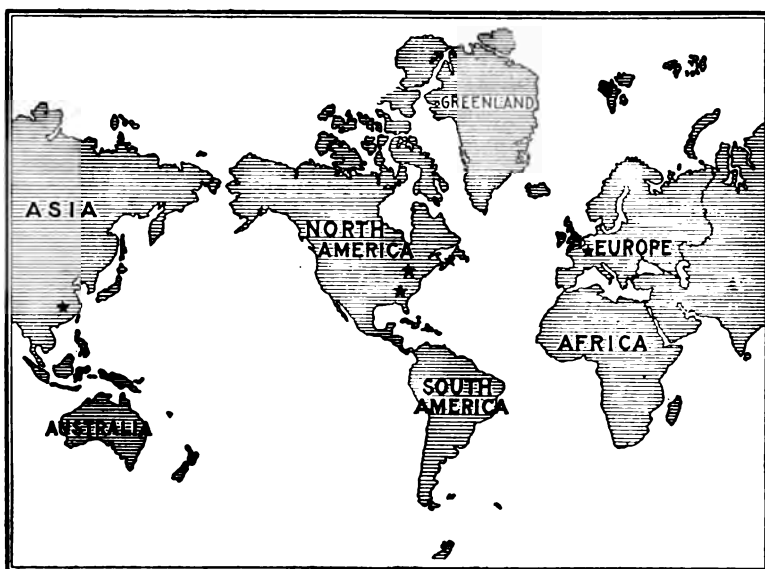 GREENLAND
ASIA
NORTH
AMERICA
EUROPE
AFRICA
SOUTH
AMERICA
AUSTRALIA